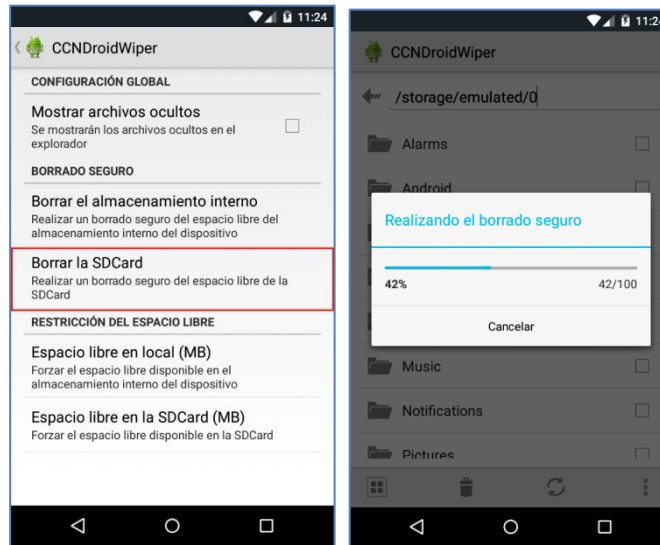 11:24
CCNDroidWiper
CONFIGURACIÓN GLOBAL
Mostrar archivos ocultos
Se mostrarán los archivos ocultos en el
explorador
BORRADO SEGURO
Borrar el almacenamiento interno
Realizar un borrado seguro del espacio libre del
almacenamiento interno del dispositivo
Borrar la SDCard
Realizar un borrado seguro del espacio libre de la
SDCard
RESTRICCIÓN DEL ESPACIO LIBRE
Espacio libre en local (MB)
Forzar el espacio libre disponible en el
almacenamiento interno del dispositivo
Espacio libre en la SDCard (MB)
Forzar el espacio libre disponible en la SDCard
11:24
CCNDroidWiper
/storage/emulated/0
Alarms
Android
Realizando el borrado seguro
42% 42/100
Cancelar
Music
Notifications
Pictures